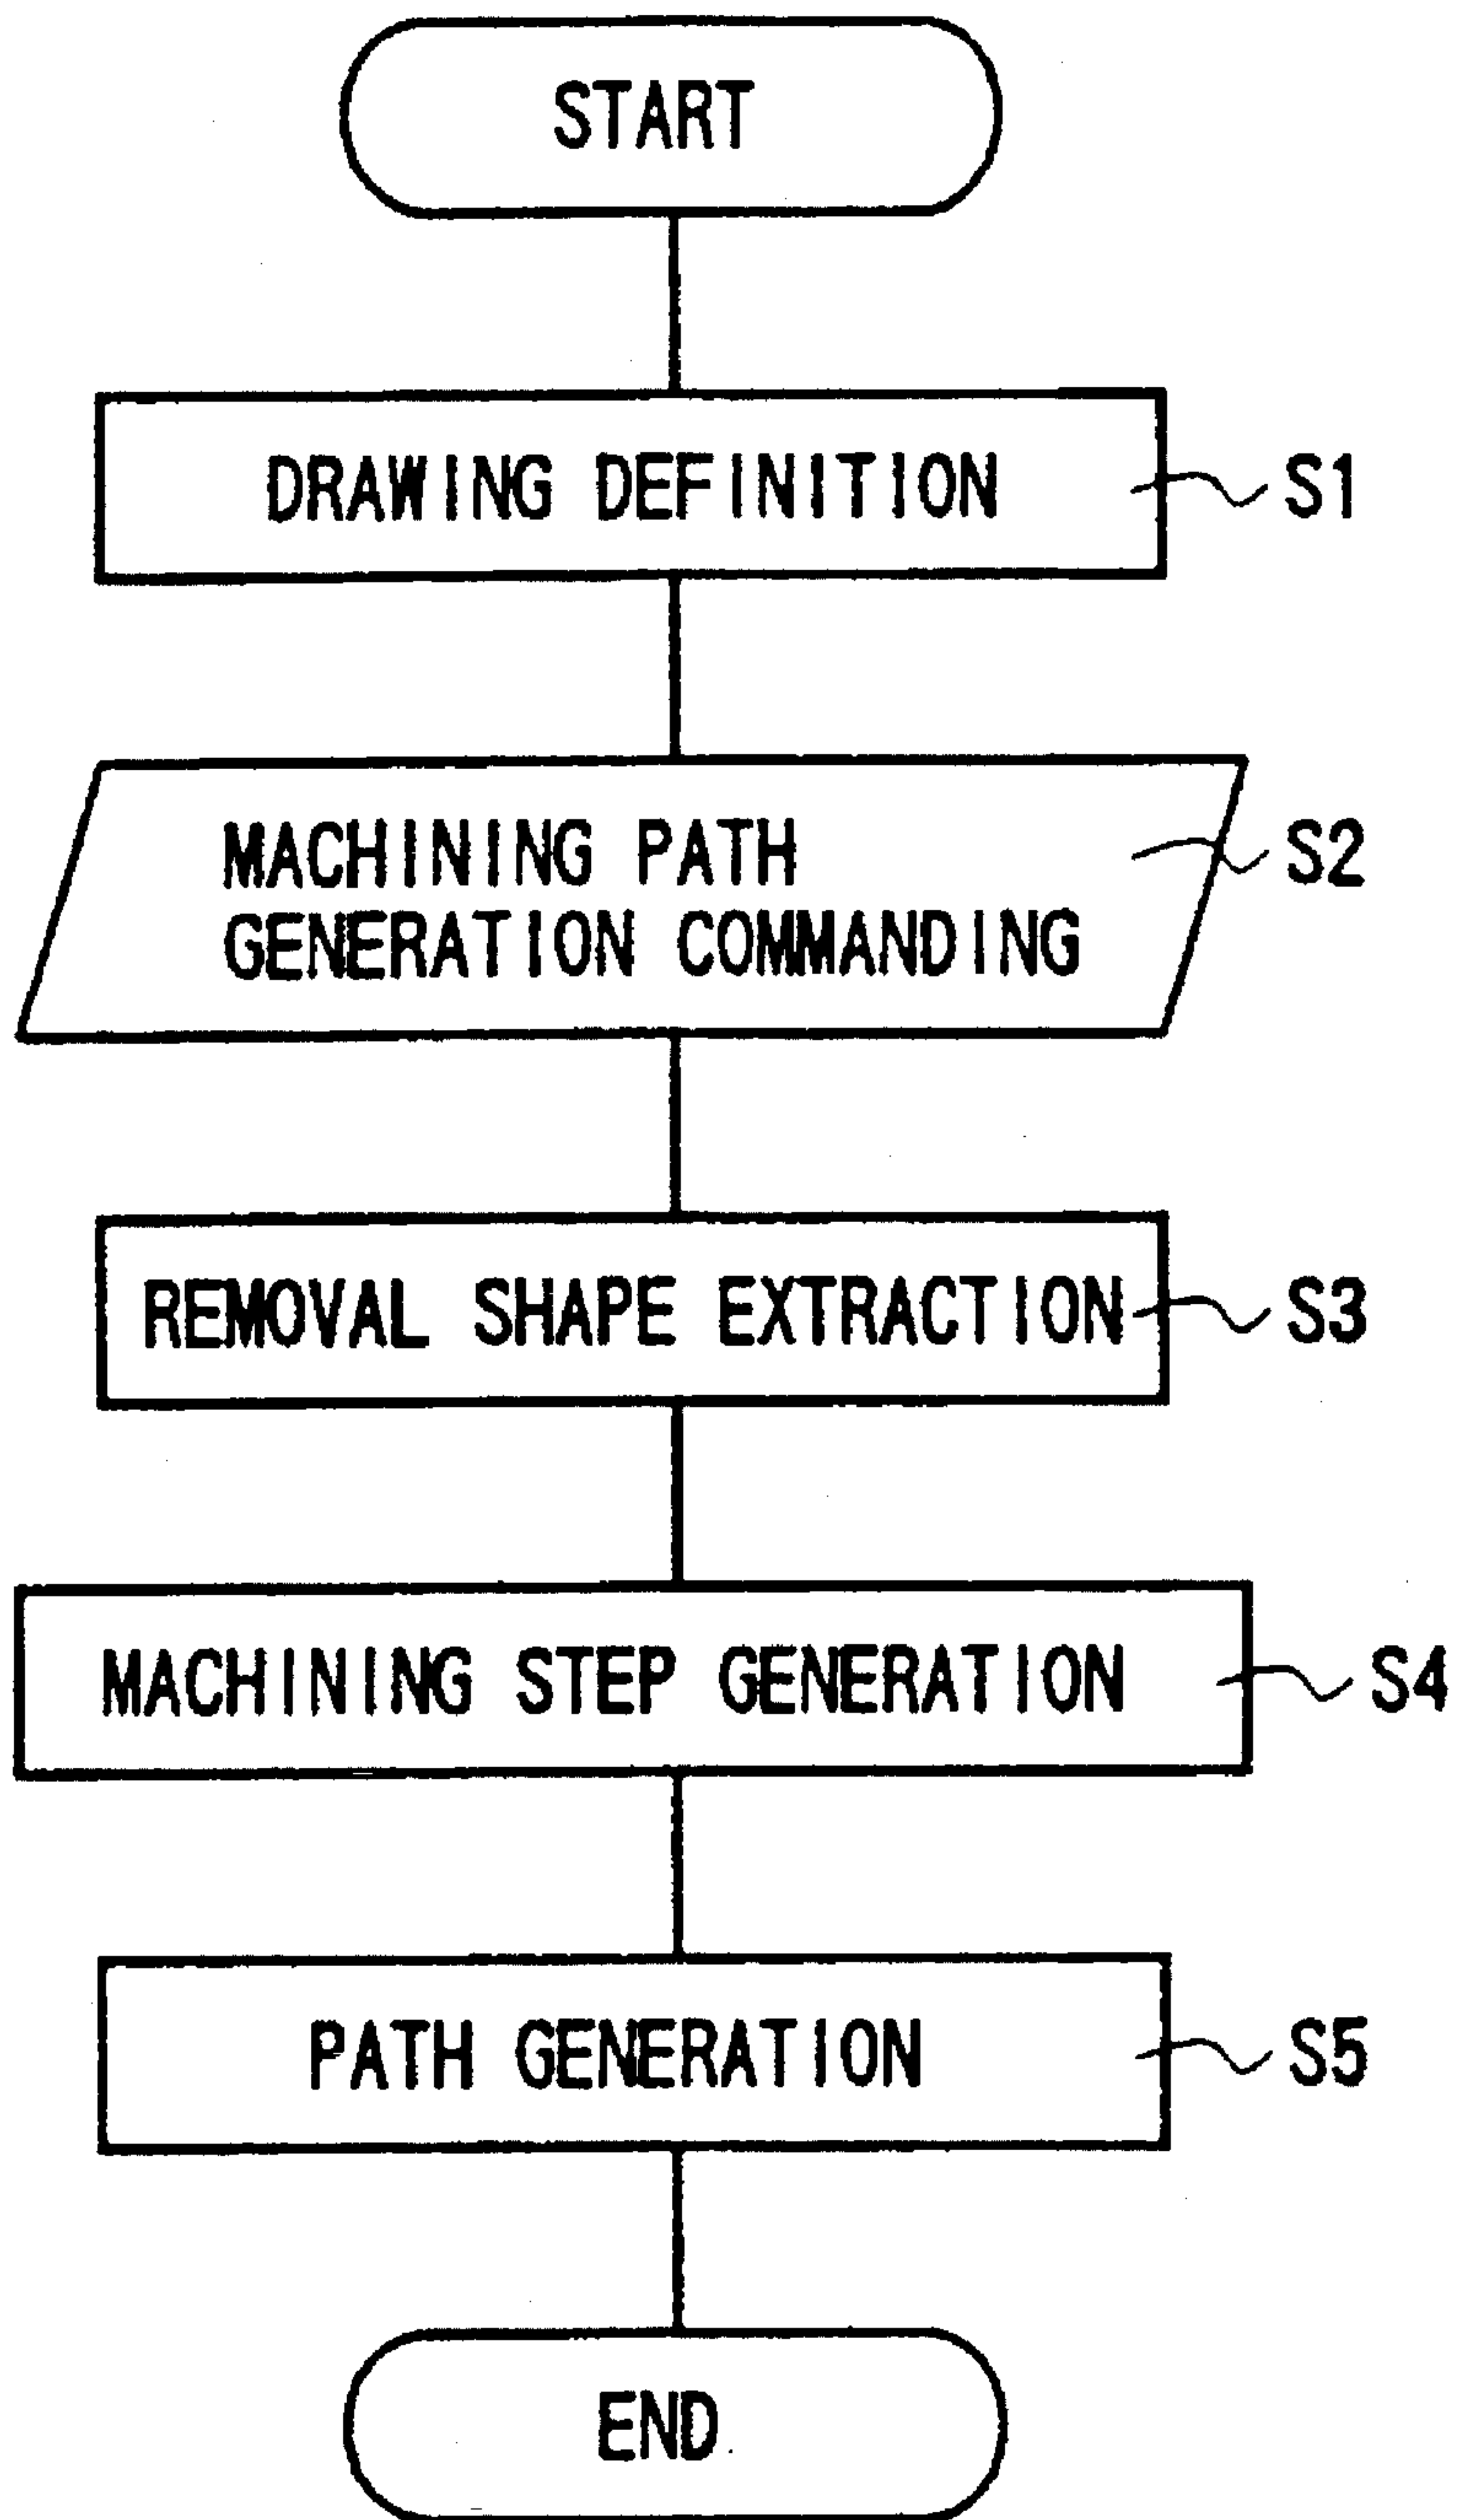 START
DRAWING DEFINITION
S1
MACHINING PATH
GENERATION COMMANDING
S2
REMOVAL SHAPE EXTRACTION
S3
MACHINING STEP GENERATION
S4
PATH GENERATION
S5
END